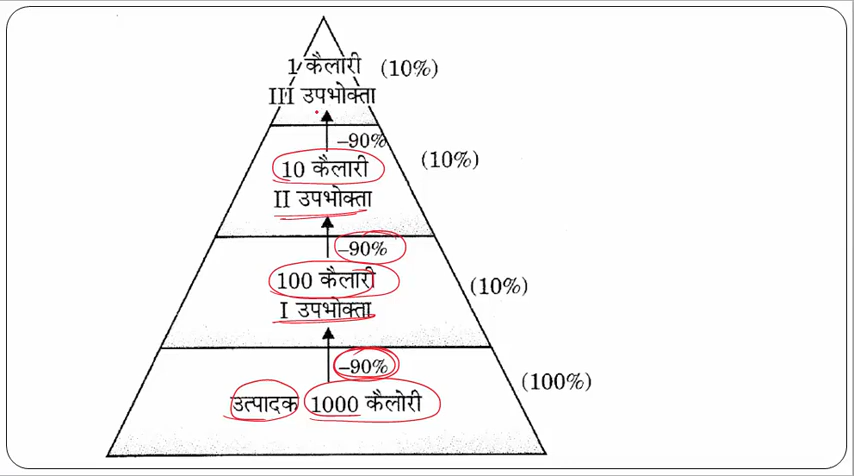 1 कैलारी (10%)
III उपभोक्ता
–90%
10 कैलारी (10%)
II उपभोक्ता
–90%
100 कैलारी (10%)
I उपभोक्ता
–90%
(100%)
उत्पादक 1000 कैलोरी